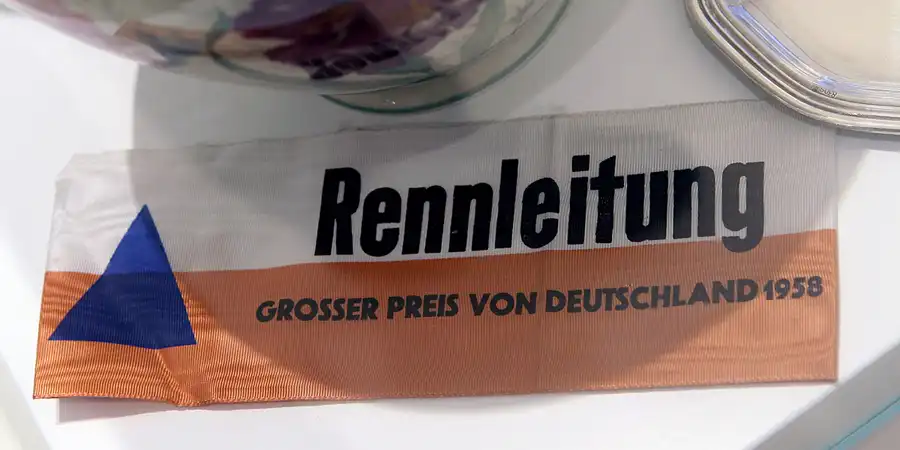 Rennleitung
GROSSER PREIS VON DEUTSCHLAND 1958